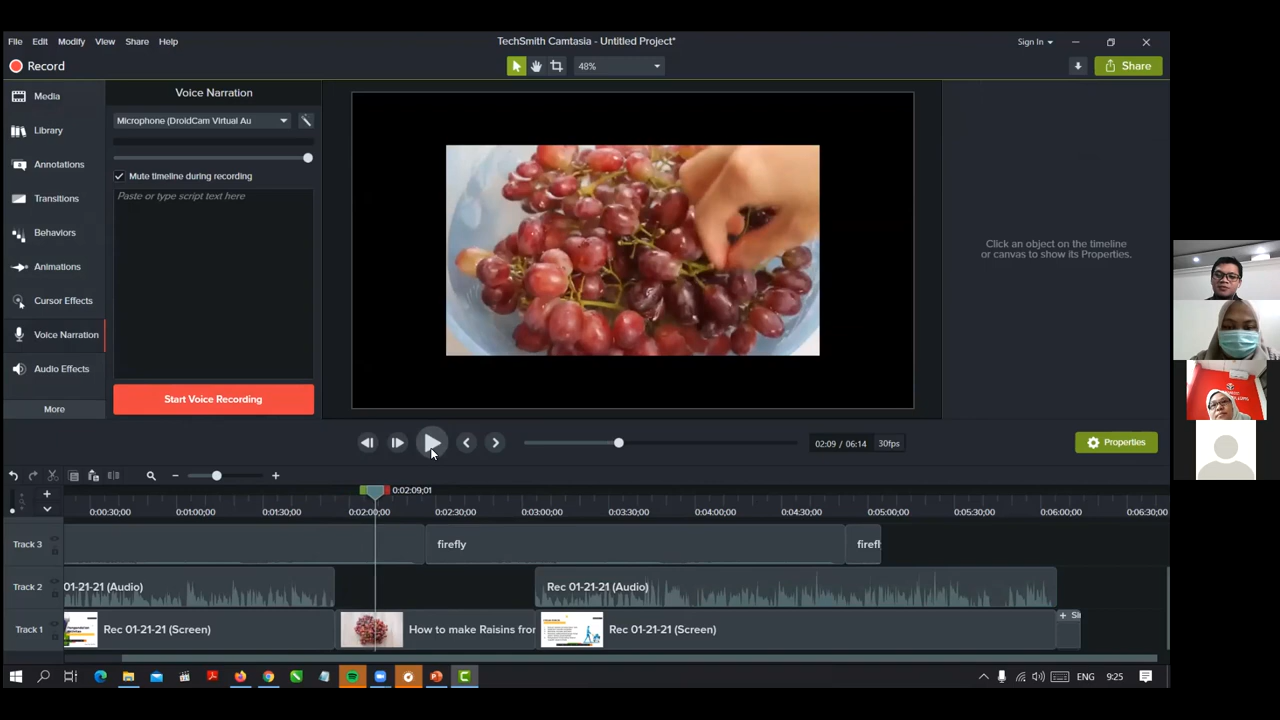 TechSmith Camtasia - Untitled Project*
File Edit Modify View Share Help
Sign In
Record
48%
Share
Media
Library
Annotations
Transitions
Behaviors
Animations
Cursor Effects
Voice Narration
Audio Effects
More
Voice Narration
Microphone (DroidCam Virtual Au
Mute timeline during recording
Paste or type script text here
Start Voice Recording
Click an object on the timeline
or canvas to show its Properties.
02:09 / 06:14 30fps
Properties
0:02:09;01
0:00:30;00 0:01:00;00 0:01:30;00 0:02:00;00 0:02:30;00 0:03:00;00 0:03:30;00 0:04:00;00 0:04:30;00 0:05:00;00 0:05:30;00 0:06:00;00 0:06:30;00
Track 3 firefly firefl
Track 2 01-21-21 (Audio) Rec 01-21-21 (Audio)
Track 1 Rec 01-21-21 (Screen) How to make Raisins fror Rec 01-21-21 (Screen)
ENG 9:25